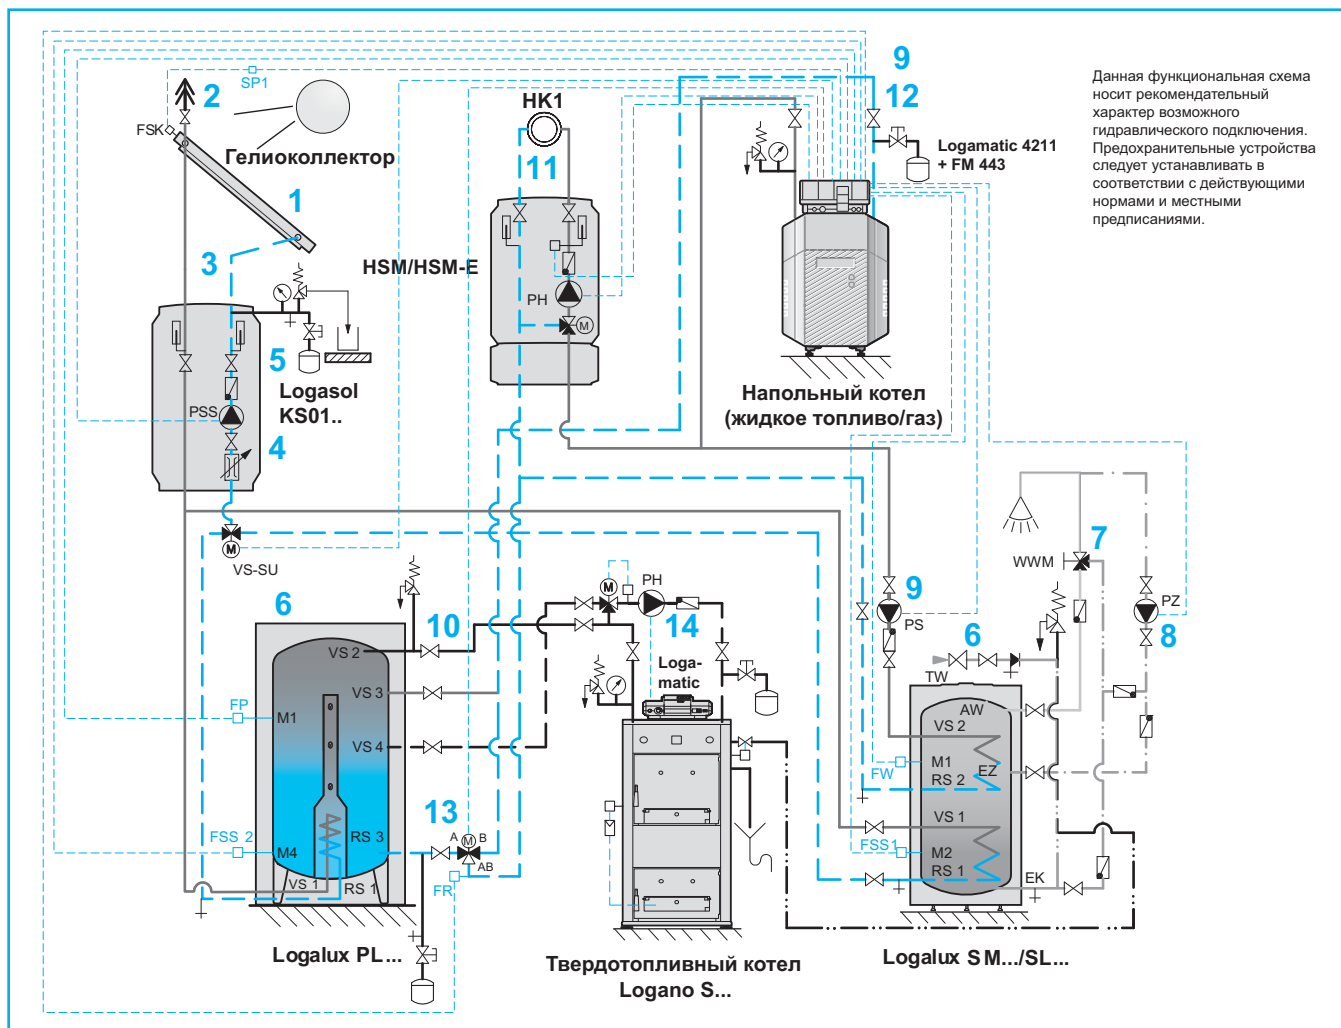 9
SP1
2
FSK
Гелиоколлектор
1
3
HK1
11
12
Logamatic 4211
+ FM 443
Данная функциональная схема
носит рекомендательный
характер возможного
гидравлического подключения.
Предохранительные устройства
следует устанавливать в
соответствии с действующими
нормами и местными
предписаниями.
HSM/HSM-E
PH
M
5
Logasol
KS01..
PSS
4
Напольный котел
(жидкое топливо/газ)
M
VS-SU
6
10
VS 2
VS 3
VS 4
FP
M1
FSS 2
M4
RS 3
VS 1
RS 1
13
A
M
B
AB
FR
Logalux PL...
M
PH
14
Loga-
matic
Твердотопливный котел
Logano S...
7
WWM
9
PS
6
TW
PZ
8
AW
VS 2
M1
EZ
RS 2
FW
VS 1
FSS1
M2
RS 1
EK
Logalux SM.../SL...